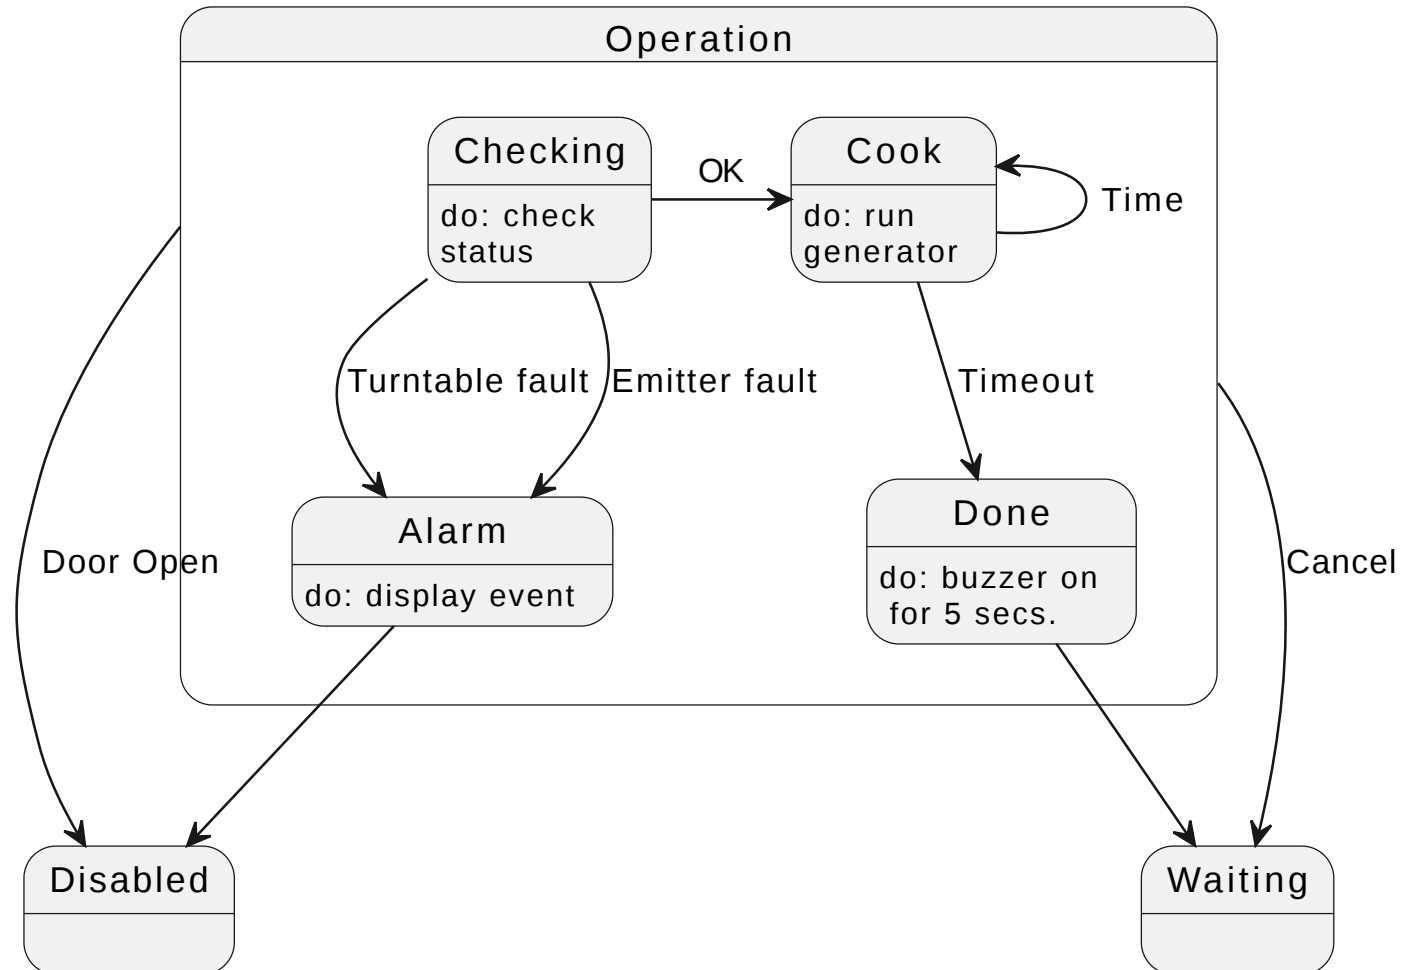 Operation
Checking
do: check
status
OK
Cook
do: run
generator
Time
Turntable fault
Emitter fault
Timeout
Alarm
do: display event
Done
do: buzzer on
for 5 secs.
Door Open
Cancel
Disabled
Waiting